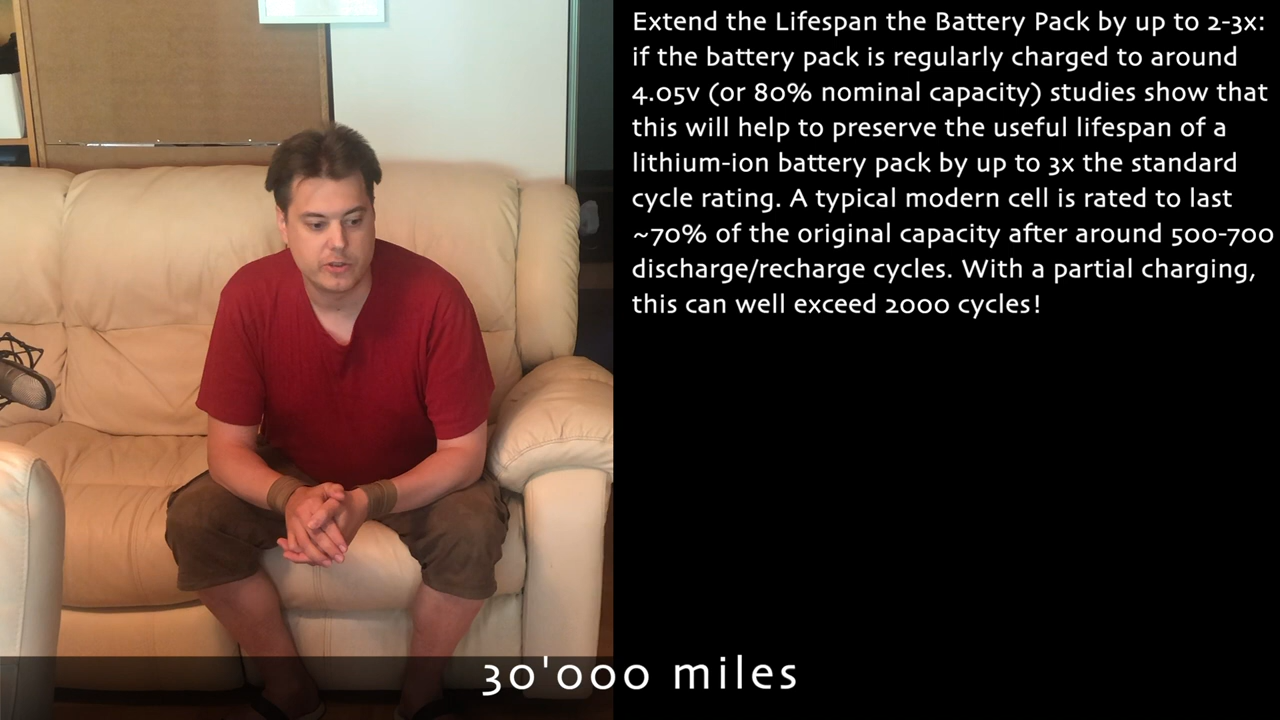 Extend the Lifespan the Battery Pack by up to 2-3x:
if the battery pack is regularly charged to around
4.05v (or 80% nominal capacity) studies show that
this will help to preserve the useful lifespan of a
lithium-ion battery pack by up to 3x the standard
cycle rating. A typical modern cell is rated to last
~70% of the original capacity after around 500-700
discharge/recharge cycles. With a partial charging,
this can well exceed 2000 cycles!
30'000 miles